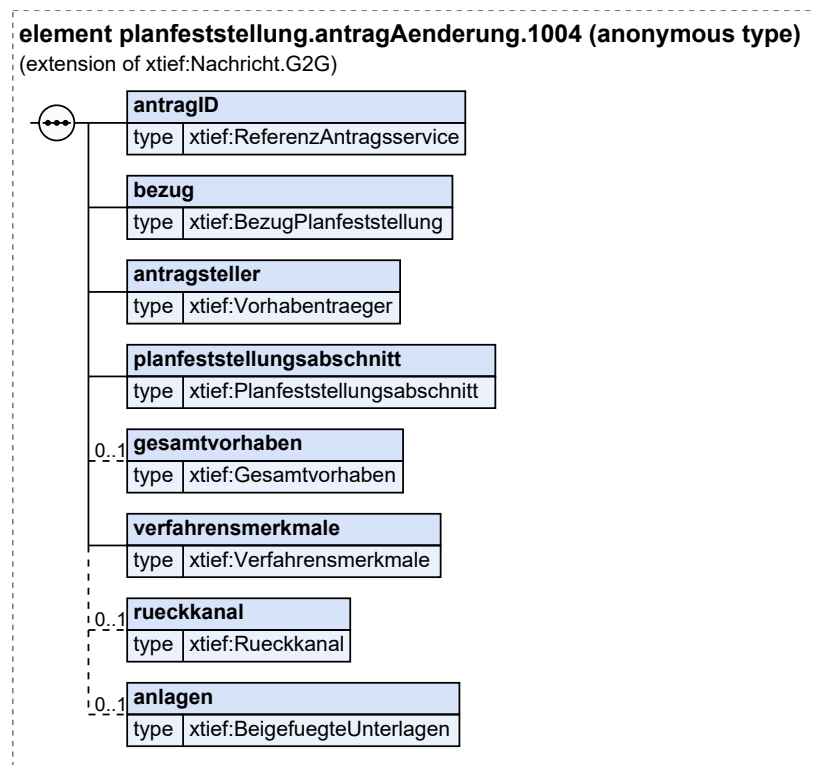 element planfeststellung.antragAenderung.1004 (anonymous type)
(extension of xtief:Nachricht.G2G)
antragID
type xtief:ReferenzAntragsservice
bezug
type xtief:BezugPlanfeststellung
antragsteller
type xtief:Vorhabentraeger
planfeststellungsabschnitt
type xtief:Planfeststellungsabschnitt
0..1 gesamtvorhaben
type xtief:Gesamtvorhaben
verfahrensmerkmale
type xtief:Verfahrensmerkmale
0..1 rueckkanal
type xtief:Rueckkanal
0..1 anlagen
type xtief:BeigefuegteUnterlagen